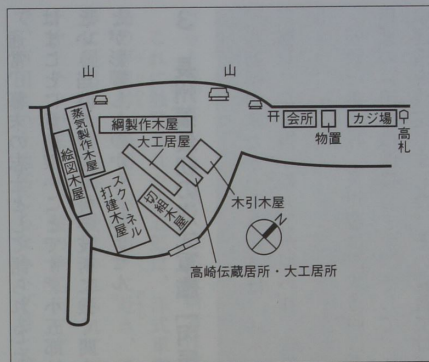 山
山
蒸気製作木屋
綱製作木屋
大工居屋
会所
物置
カジ場
高札
絵図木屋
スクーネル
打建木屋
切組木屋
木引木屋
N
高崎伝蔵居所・大工居所